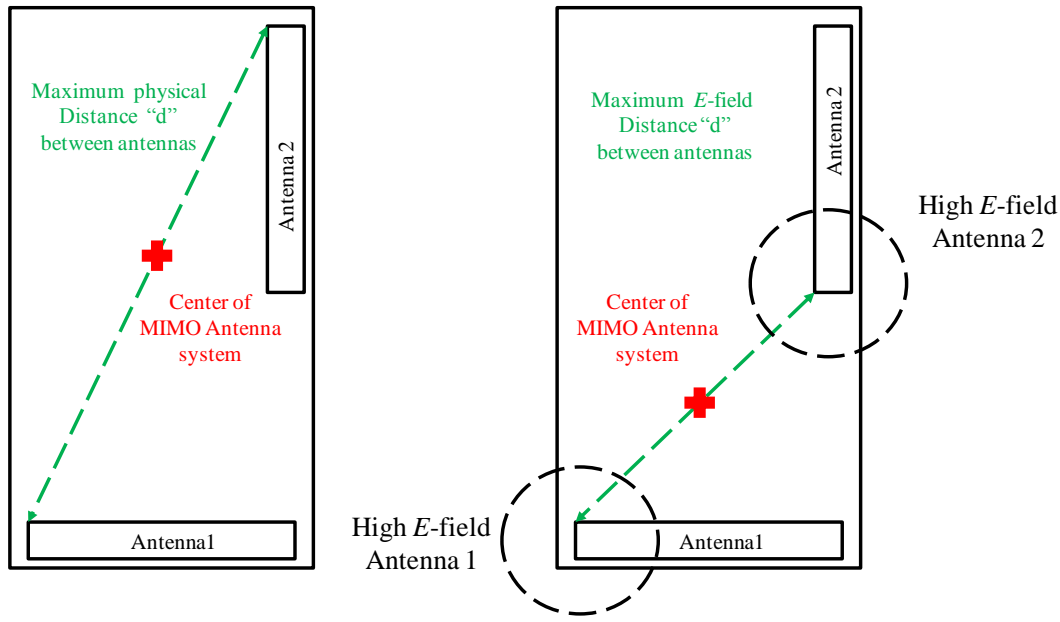 Maximum physical
Distance “d”
between antennas
Antenna 2
Center of
MIMO Antenna
system
Antenna1
Maximum E-field
Distance “d”
between antennas
Antenna 2
High E-field
Antenna 2
Center of
MIMO Antenna
system
High E-field
Antenna 1
Antenna1